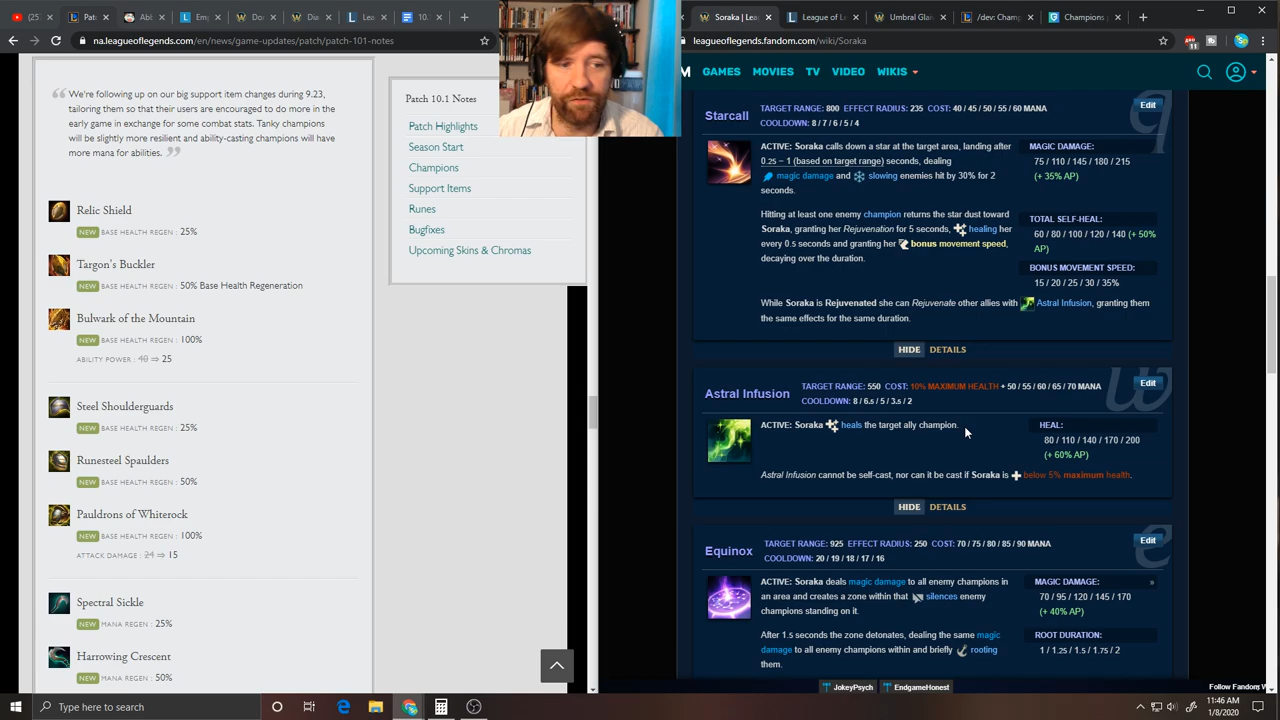 (25)
Patc
Do
Emp
W Do
W 9.23
Lea
P
Soraka | Leag
League of L
Umbral Glai
/dev: Champ
Champions
na.leagueoflegends.com/en/news/game-updates/patch/patch-101-notes
leagueoflegends.fandom.com/wiki/Soraka
11
M GAMES MOVIES TV VIDEO WIKIS
We're following up on our big support item changes during 9.23,
tailoring them so that their users are encouraged to do more in the
early game in exchange for some combat stats. Tanky champions
will be slightly more resilient and ability-casting champions will
have more mana for abilities.
Relic Shield
NEW BASE HEALTH REGEN : 25%
Targon's Buckler
NEW BASE HEALTH REGEN : 50% Base Health Regeneration
Bulwark of the Mountain
NEW BASE HEALTH REGEN : 100%
ABILITY POWER : 40 ⇒ 25
Steel Shoulderguards
NEW BASE HEALTH REGEN : 25%
Runesteel Spaulders
NEW BASE HEALTH REGEN : 50%
Pauldrons of Whiterock
NEW BASE HEALTH REGEN : 100%
ATTACK DAMAGE : 24 ⇒ 15
Spectral Sickle
NEW MANA REGEN : 25%
Harrowing Crescent
NEW MANA REGEN : 50%
Patch 10.1 Notes
Patch Highlights
Season Start
Champions
Support Items
Runes
Bugfixes
Upcoming Skins & Chromas
Starcall
TARGET RANGE: 800 EFFECT RADIUS: 235 COST: 40 / 45 / 50 / 55 / 60 MANA
COOLDOWN: 8 / 7 / 6 / 5 / 4
Edit
ACTIVE: Soraka calls down a star at the target area, landing after
0.25 − 1 (based on target range) seconds, dealing
magic damage and slowing enemies hit by 30% for 2
seconds.
Hitting at least one enemy champion returns the star dust toward
Soraka, granting her Rejuvenation for 5 seconds, healing her
every 0.5 seconds and granting her bonus movement speed,
decaying over the duration.
While Soraka is Rejuvenated she can Rejuvenate other allies with Astral Infusion, granting them
the same effects for the same duration.
MAGIC DAMAGE:
75 / 110 / 145 / 180 / 215
(+ 35% AP)
TOTAL SELF-HEAL:
60 / 80 / 100 / 120 / 140 (+ 50%
AP)
BONUS MOVEMENT SPEED:
15 / 20 / 25 / 30 / 35%
HIDE DETAILS
Astral Infusion
TARGET RANGE: 550 COST: 10% MAXIMUM HEALTH + 50 / 55 / 60 / 65 / 70 MANA
COOLDOWN: 8 / 6.5 / 5 / 3.5 / 2
Edit
ACTIVE: Soraka heals the target ally champion.
Astral Infusion cannot be self-cast, nor can it be cast if Soraka is below 5% maximum health.
HEAL:
80 / 110 / 140 / 170 / 200
(+ 60% AP)
HIDE DETAILS
Equinox
TARGET RANGE: 925 EFFECT RADIUS: 250 COST: 70 / 75 / 80 / 85 / 90 MANA
COOLDOWN: 20 / 19 / 18 / 17 / 16
Edit
ACTIVE: Soraka deals magic damage to all enemy champions in
an area and creates a zone within that silences enemy
champions standing on it.
After 1.5 seconds the zone detonates, dealing the same magic
damage to all enemy champions within and briefly rooting
them.
MAGIC DAMAGE: »
70 / 95 / 120 / 145 / 170
(+ 40% AP)
ROOT DURATION:
1 / 1.25 / 1.5 / 1.75 / 2
JokeyPsych
EndgameHonest
Follow Fandom
Type here to search
11:46 AM
1/8/2020